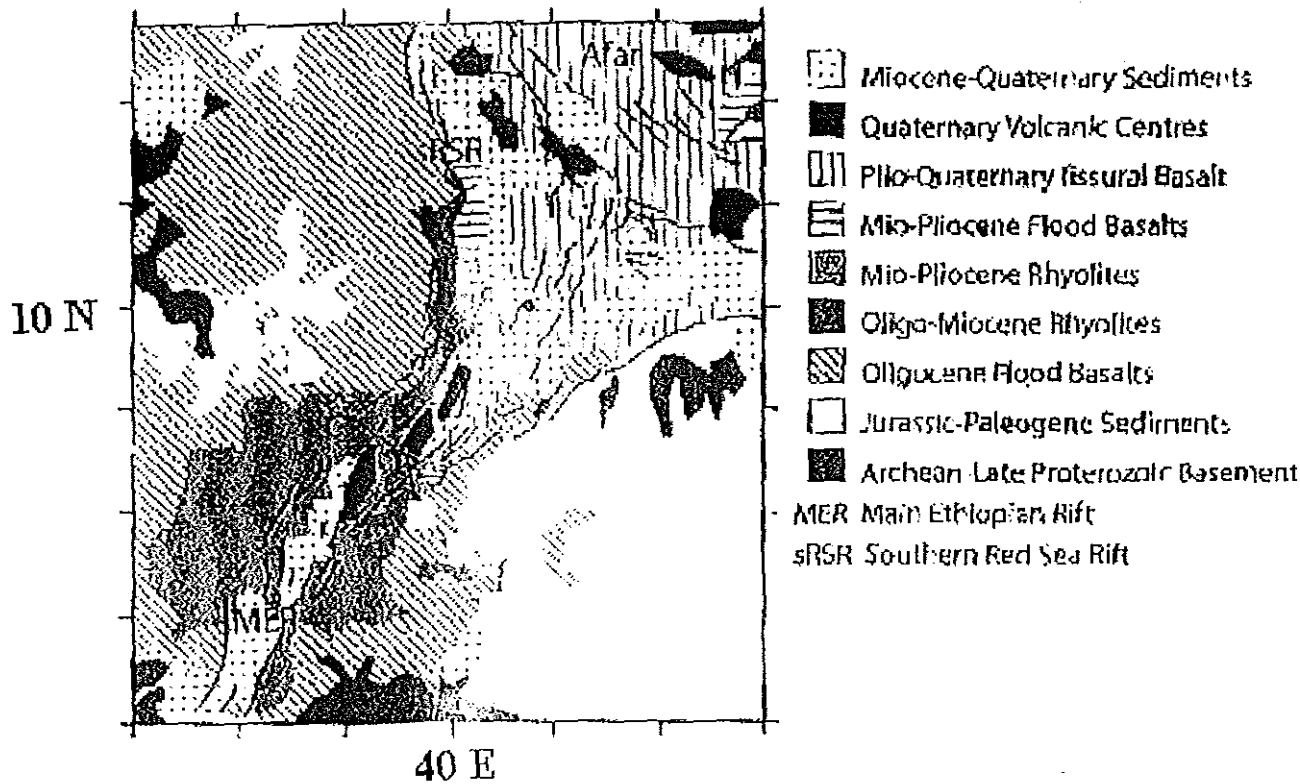 Afar
RSR
MER
10 N
40 E
Miocene-Quaternary Sediments
Quaternary Volcanic Centres
Plio-Quaternary fissural Basalt
Mio-Pliocene Flood Basalts
Mio-Pliocene Rhyolites
Oligo-Miocene Rhyolites
Oligocene Flood Basalts
Jurassic-Paleogene Sediments
Archean-Late Proterozoic Basement
MER Main Ethiopian Rift
sRSR Southern Red Sea Rift